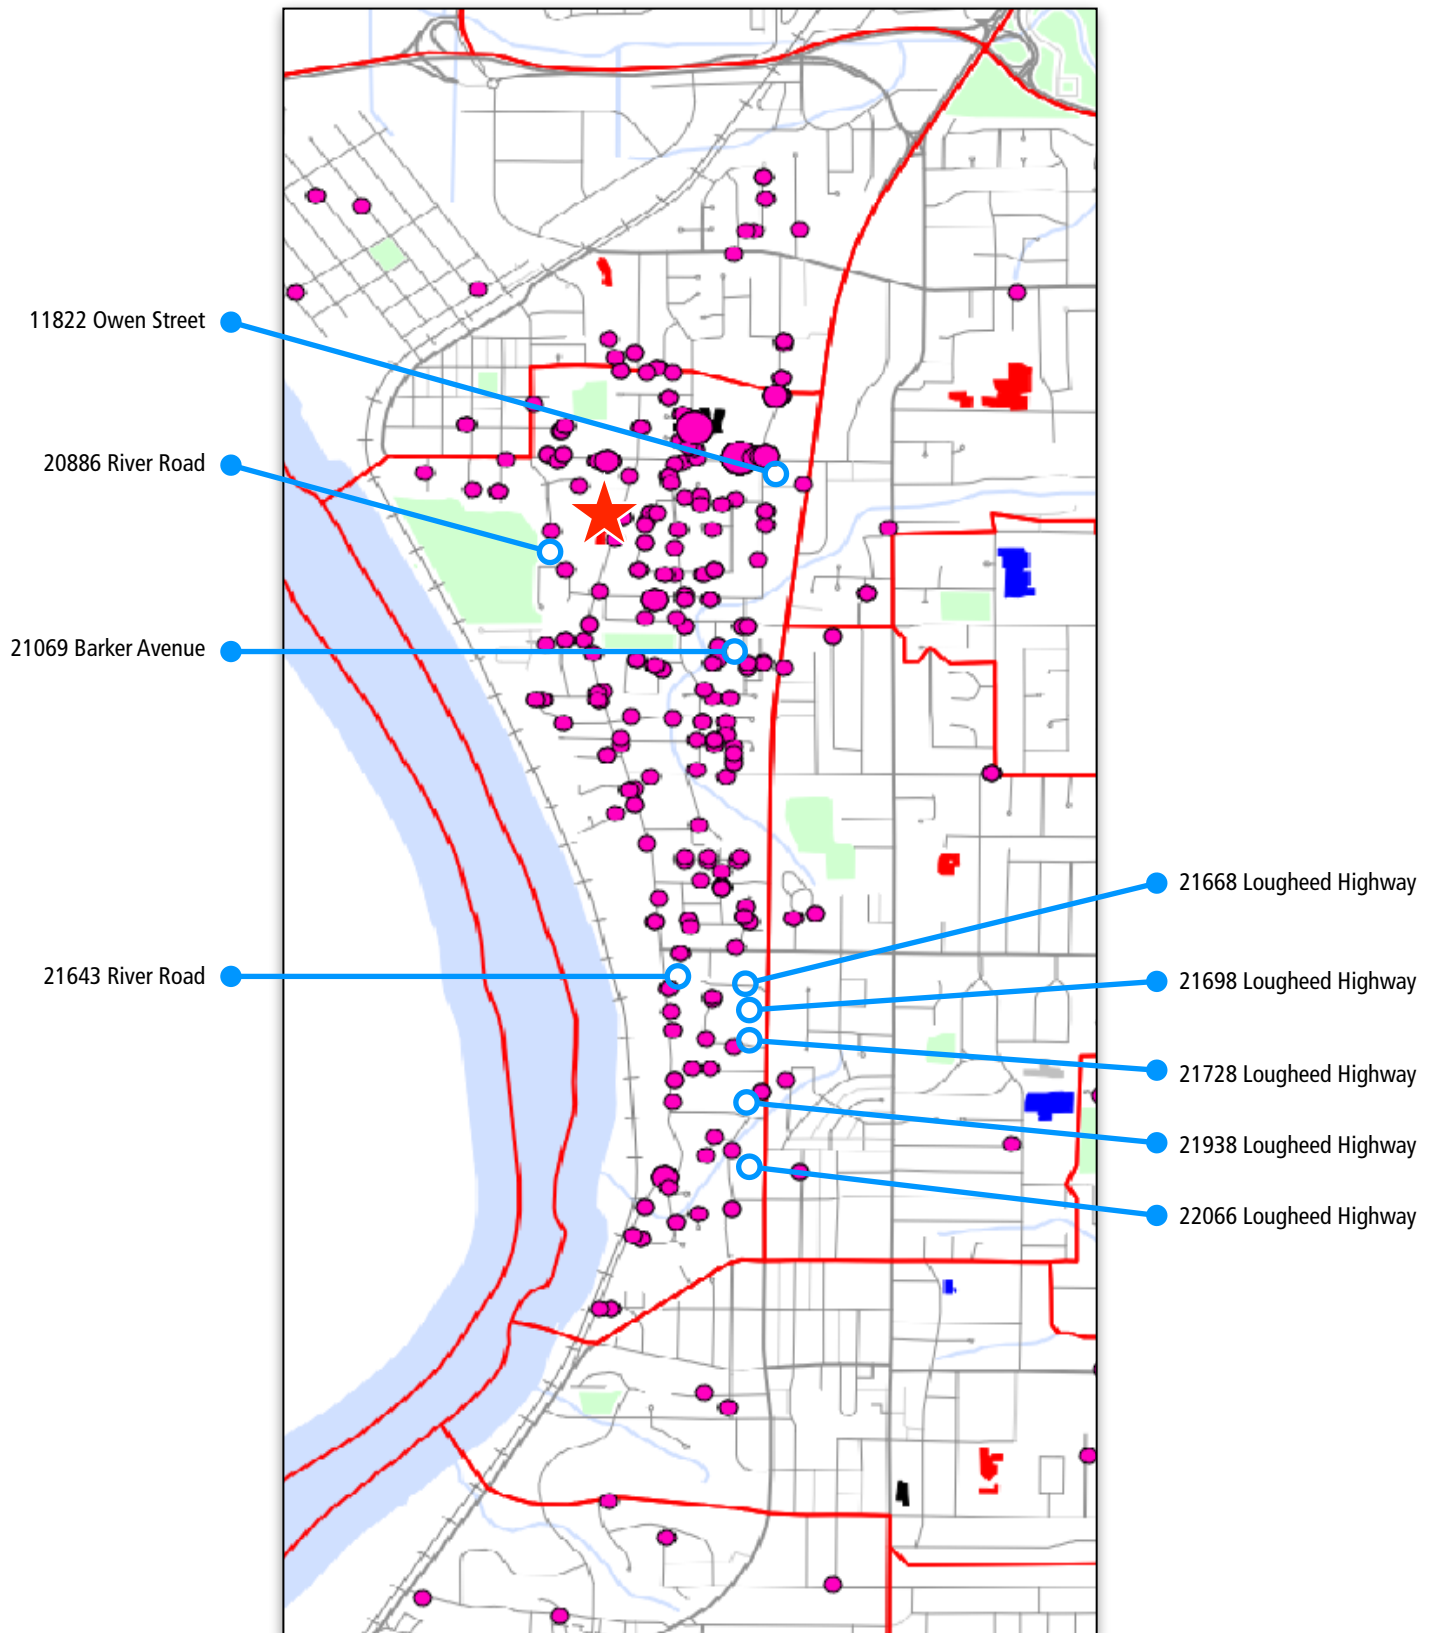 11822 Owen Street
20886 River Road
21069 Barker Avenue
21668 Lougheed Highway
21643 River Road
21698 Lougheed Highway
21728 Lougheed Highway
21938 Lougheed Highway
22066 Lougheed Highway